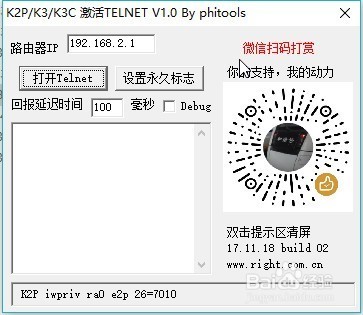 K2P/K3/K3C 激活TELNET V1.0 By phitools
路由器IP 192.168.2.1
微信扫码打赏
打开Telnet 设置永久标志
你的支持，我的动力
回报延迟时间 100 毫秒 Debug
双击提示区清屏
17.11.18 build 02
www.right.com.cn
K2P iwpriv ra0 e2p 26=7010